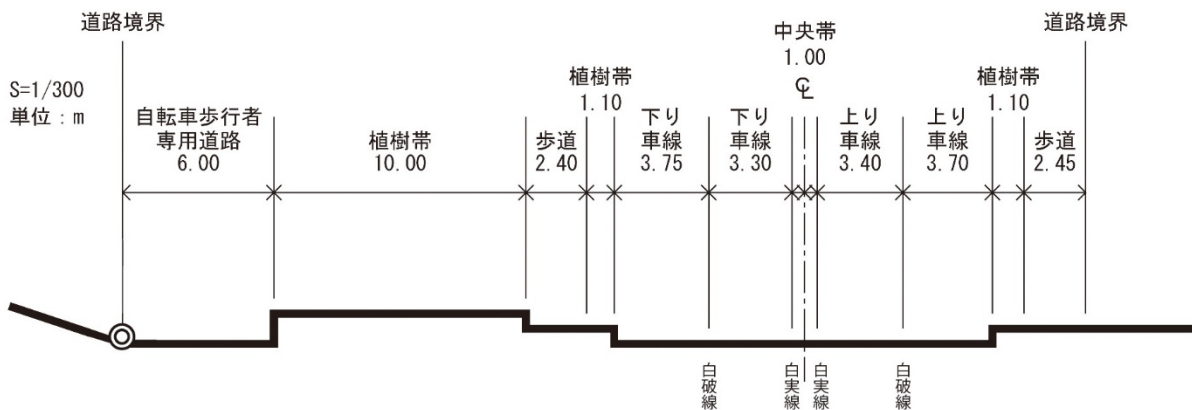 道路境界
S=1/300
単位：m
自転車歩行者
専用道路
6.00
植樹帯
10.00
歩道
2.40
植樹帯
1.10
下り
車線
3.75
下り
車線
3.30
中央帯
1.00
℄
上り
車線
3.40
上り
車線
3.70
植樹帯
1.10
歩道
2.45
道路境界
白破線
白実線
白実線
白破線